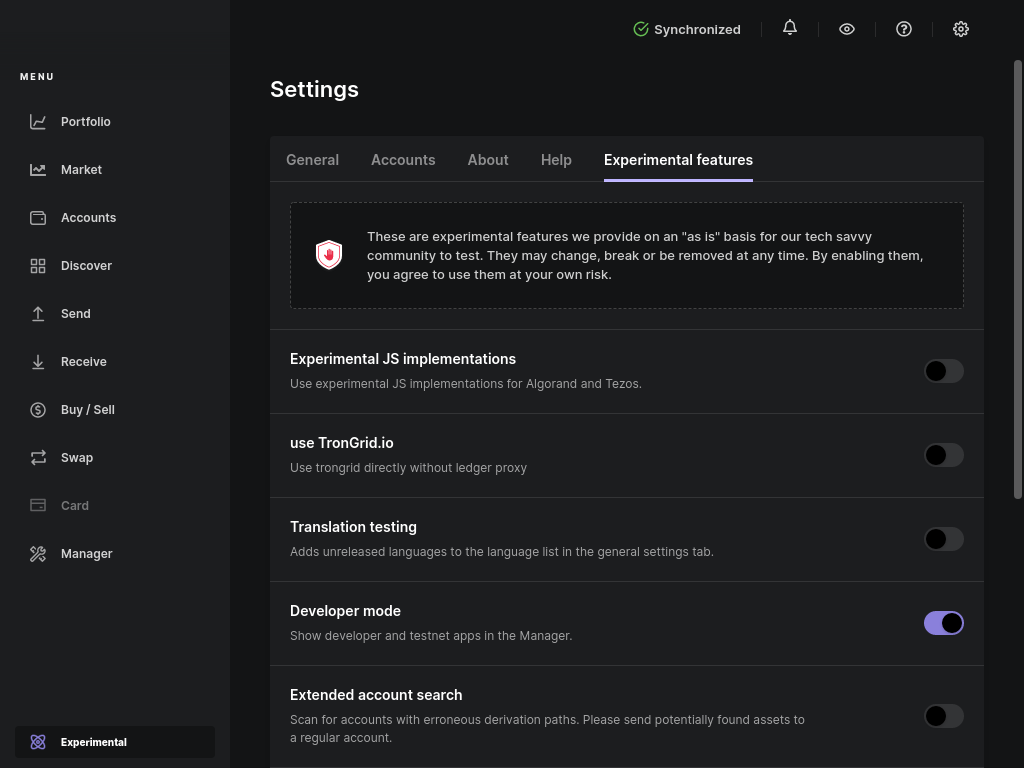 Synchronized
MENU
Portfolio
Market
Accounts
Discover
Send
Receive
Buy / Sell
Swap
Card
Manager
Experimental
Settings
General Accounts About Help Experimental features
These are experimental features we provide on an "as is" basis for our tech savvy
community to test. They may change, break or be removed at any time. By enabling them,
you agree to use them at your own risk.
Experimental JS implementations
Use experimental JS implementations for Algorand and Tezos.
use TronGrid.io
Use trongrid directly without ledger proxy
Translation testing
Adds unreleased languages to the language list in the general settings tab.
Developer mode
Show developer and testnet apps in the Manager.
Extended account search
Scan for accounts with erroneous derivation paths. Please send potentially found assets to
a regular account.